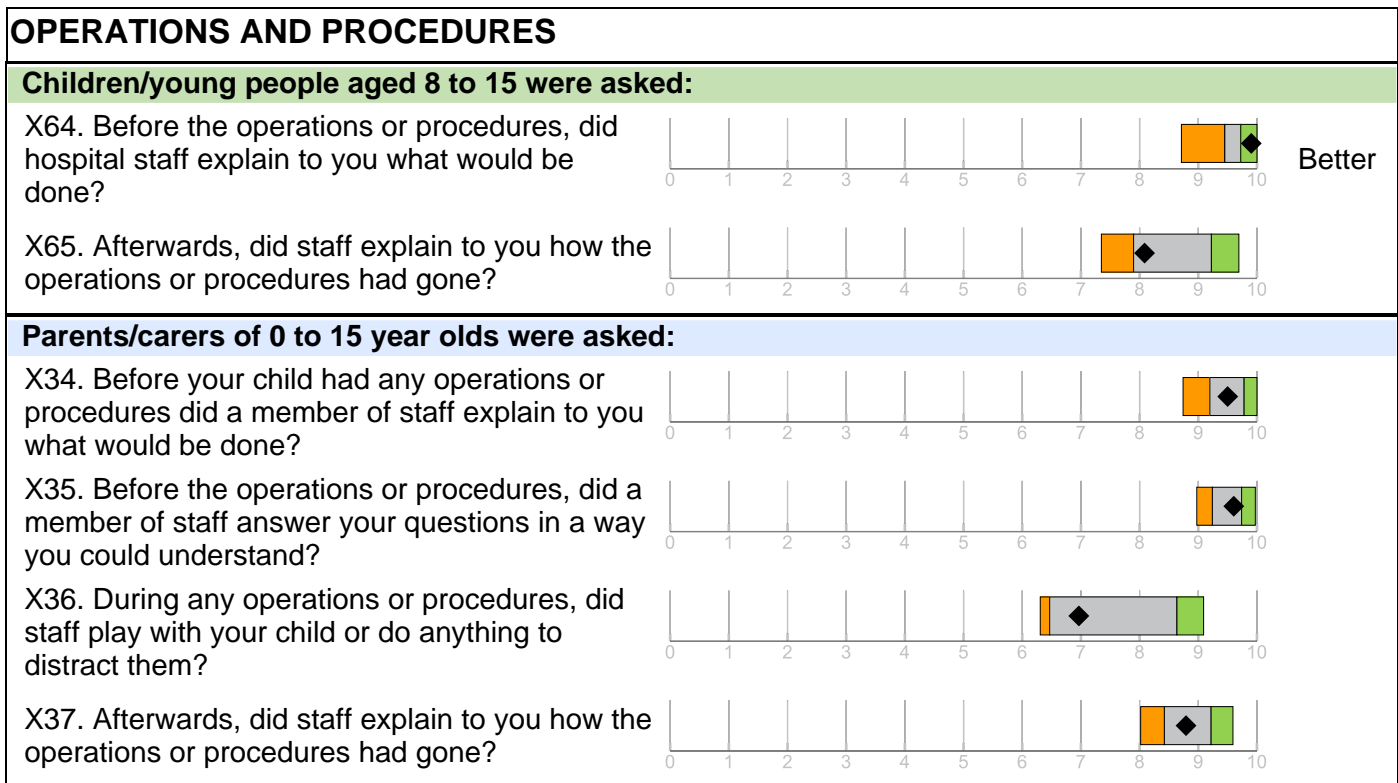 OPERATIONS AND PROCEDURES
Children/young people aged 8 to 15 were asked:
X64. Before the operations or procedures, did
hospital staff explain to you what would be
done?
0 1 2 3 4 5 6 7 8 9 10
Better
X65. Afterwards, did staff explain to you how the
operations or procedures had gone?
0 1 2 3 4 5 6 7 8 9 10
Parents/carers of 0 to 15 year olds were asked:
X34. Before your child had any operations or
procedures did a member of staff explain to you
what would be done?
0 1 2 3 4 5 6 7 8 9 10
X35. Before the operations or procedures, did a
member of staff answer your questions in a way
you could understand?
0 1 2 3 4 5 6 7 8 9 10
X36. During any operations or procedures, did
staff play with your child or do anything to
distract them?
0 1 2 3 4 5 6 7 8 9 10
X37. Afterwards, did staff explain to you how the
operations or procedures had gone?
0 1 2 3 4 5 6 7 8 9 10